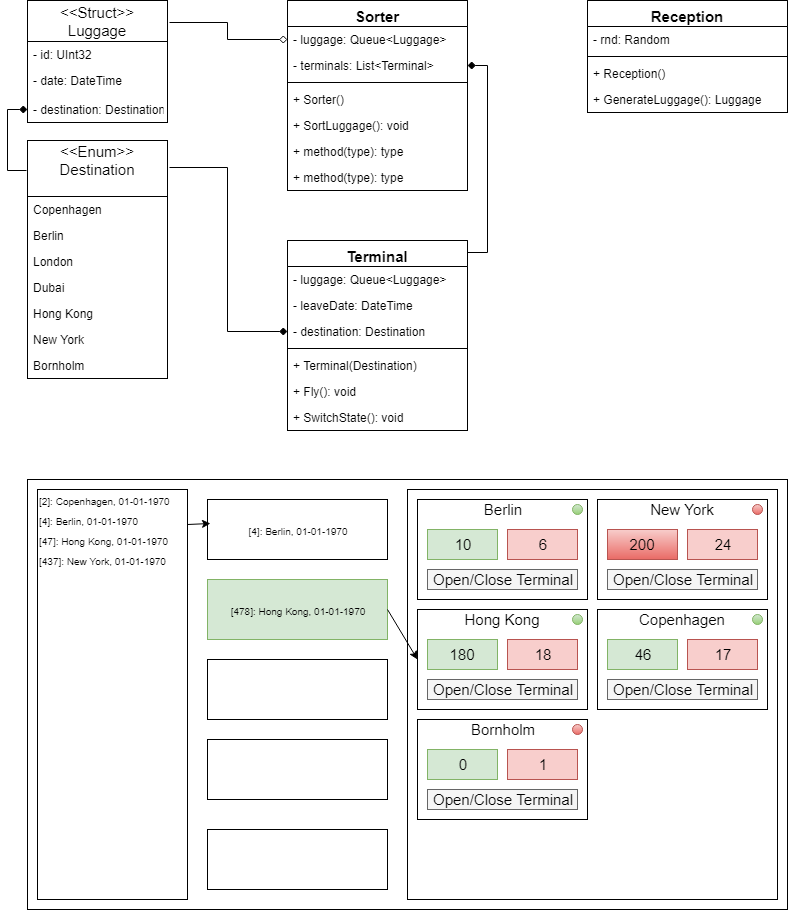 <<Struct>>
Luggage
- id: UInt32
- date: DateTime
- destination: Destination
<<Enum>>
Destination
Copenhagen
Berlin
London
Dubai
Hong Kong
New York
Bornholm
Sorter
- luggage: Queue<Luggage>
- terminals: List<Terminal>
+ Sorter()
+ SortLuggage(): void
+ method(type): type
+ method(type): type
Terminal
- luggage: Queue<Luggage>
- leaveDate: DateTime
- destination: Destination
+ Terminal(Destination)
+ Fly(): void
+ SwitchState(): void
Reception
- rnd: Random
+ Reception()
+ GenerateLuggage(): Luggage
[2]: Copenhagen, 01-01-1970
[4]: Berlin, 01-01-1970
[47]: Hong Kong, 01-01-1970
[437]: New York, 01-01-1970
[4]: Berlin, 01-01-1970
[478]: Hong Kong, 01-01-1970
Berlin
10 6
Open/Close Terminal
New York
200 24
Open/Close Terminal
Hong Kong
180 18
Open/Close Terminal
Copenhagen
46 17
Open/Close Terminal
Bornholm
0 1
Open/Close Terminal